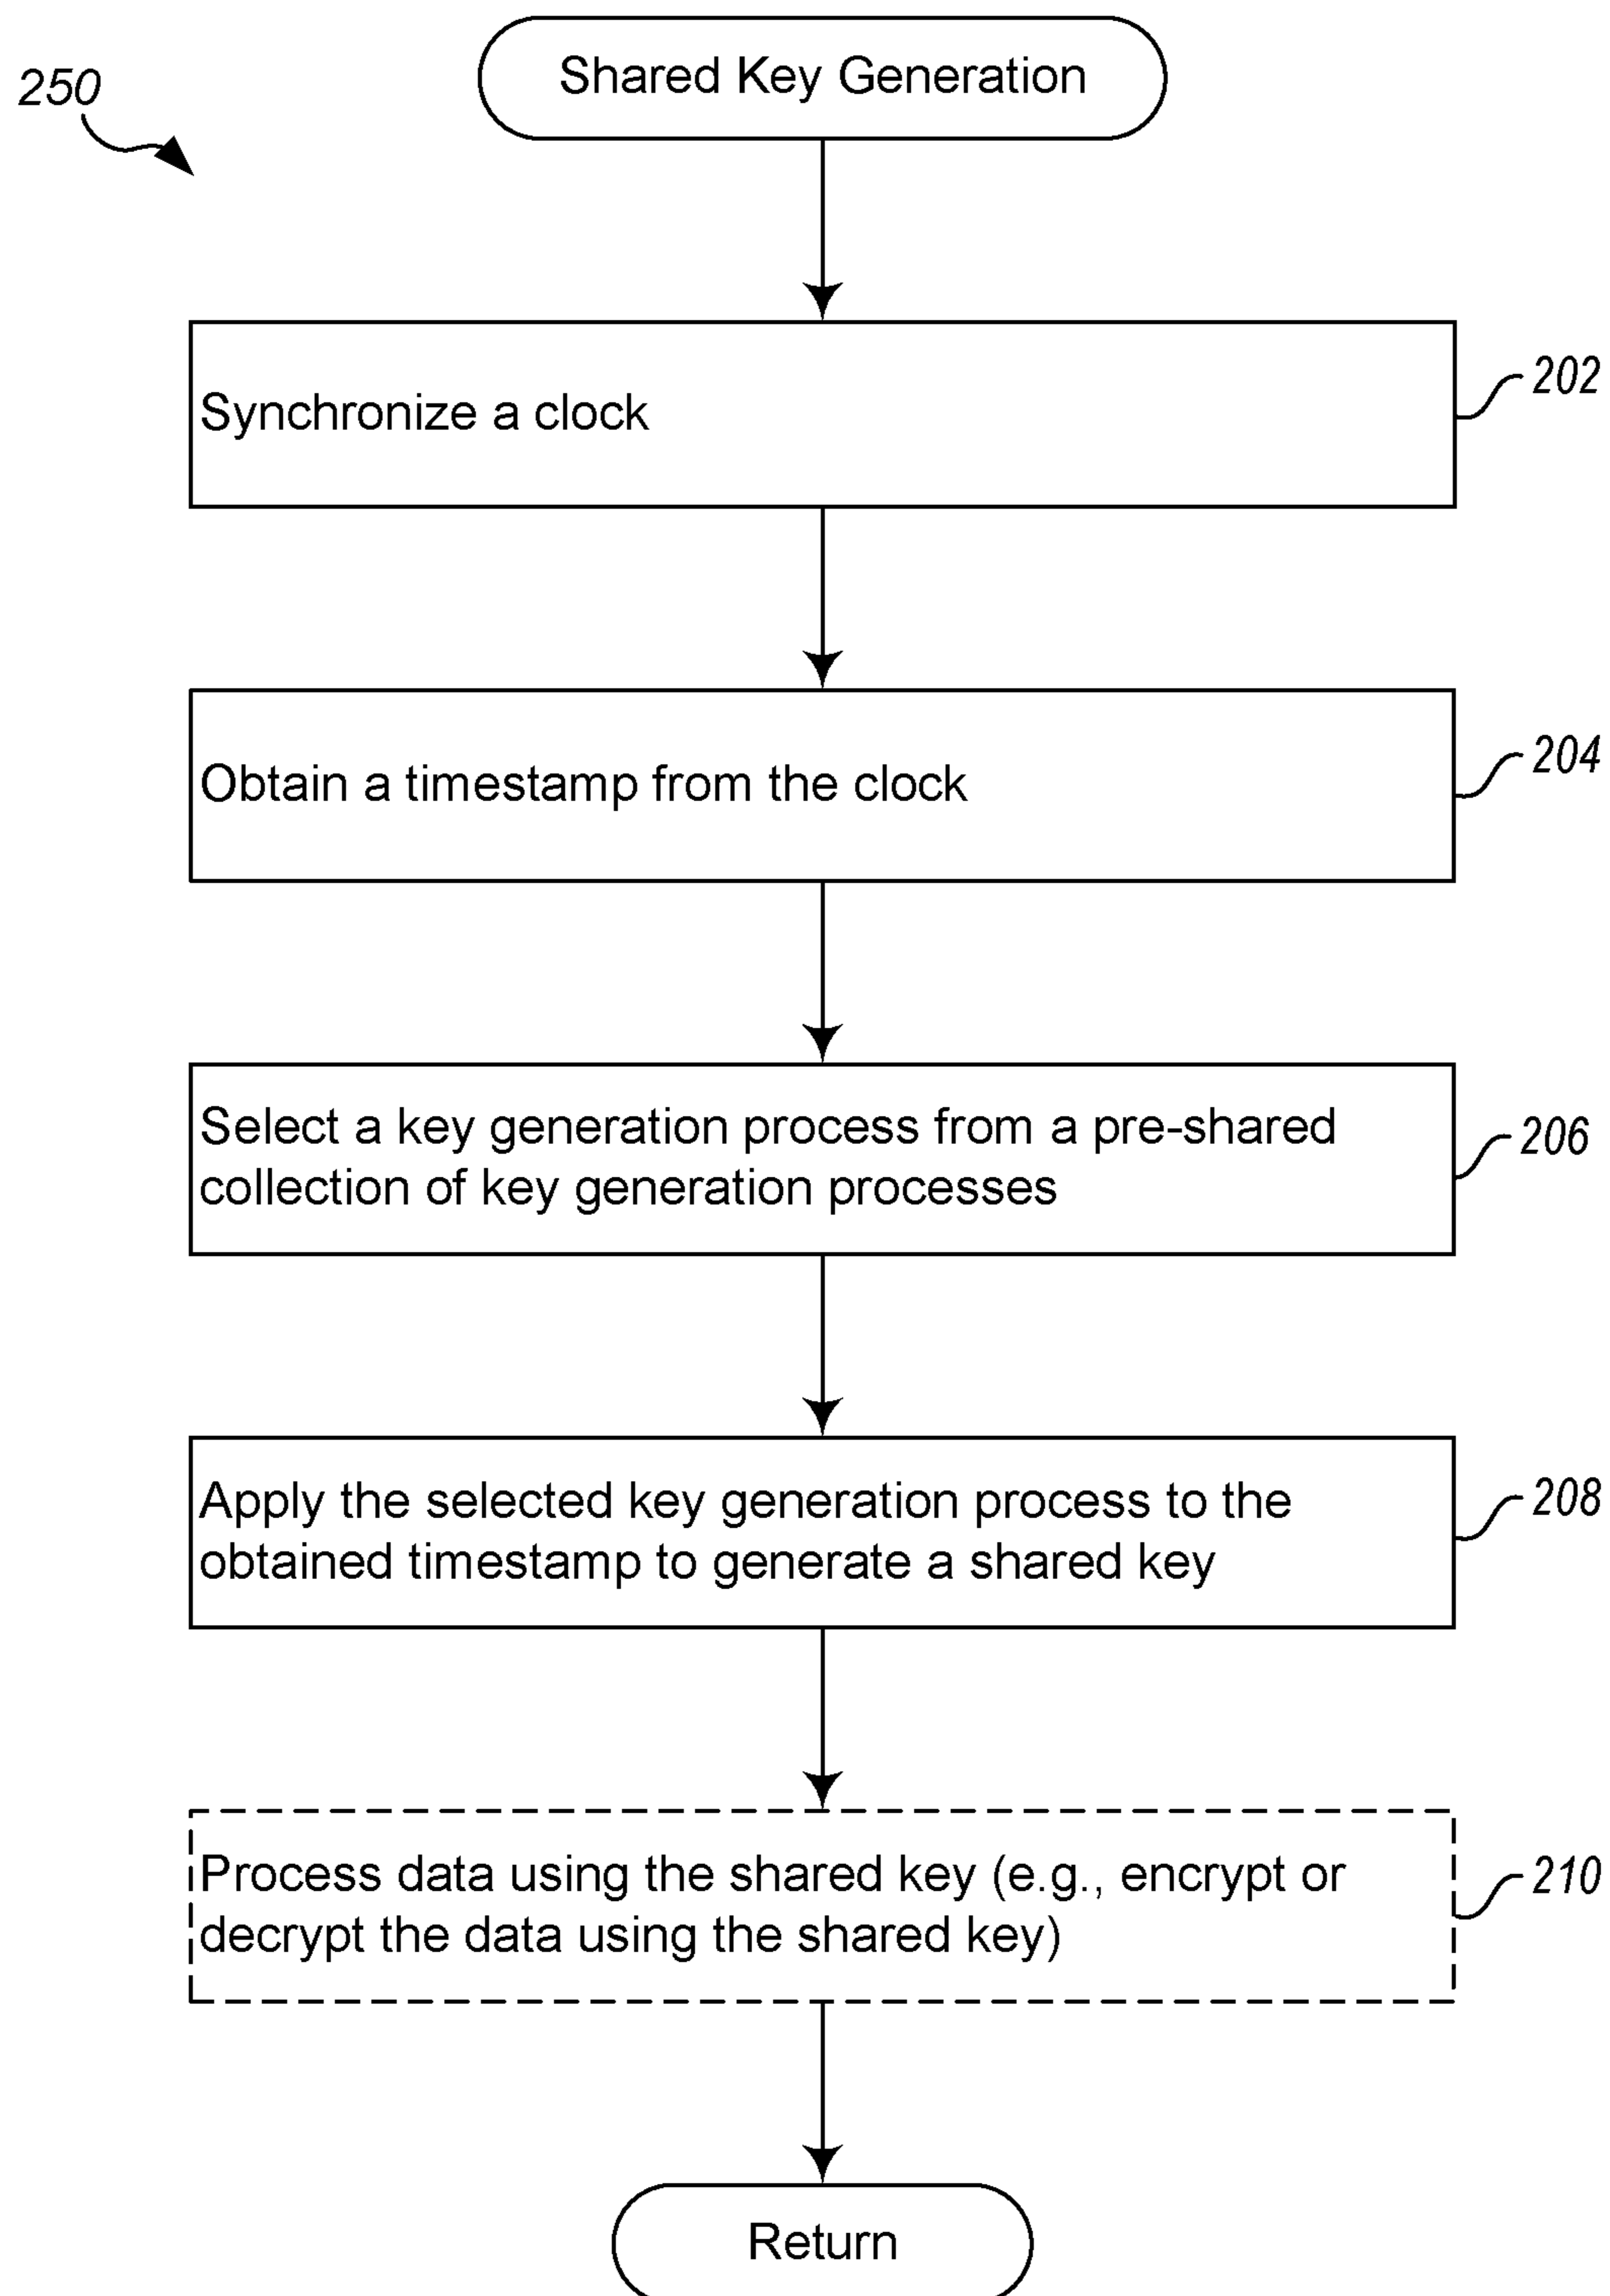 250
Shared Key Generation
Synchronize a clock
202
Obtain a timestamp from the clock
204
Select a key generation process from a pre-shared
collection of key generation processes
206
Apply the selected key generation process to the
obtained timestamp to generate a shared key
208
Process data using the shared key (e.g., encrypt or
decrypt the data using the shared key)
210
Return